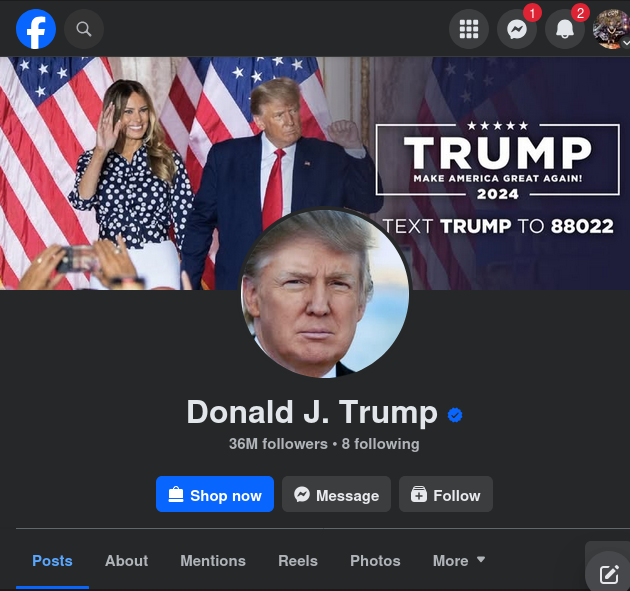 1
2
TRUMP
MAKE AMERICA GREAT AGAIN!
2024
TEXT TRUMP TO 88022
Donald J. Trump
36M followers • 8 following
Shop now
Message
Follow
Posts
About
Mentions
Reels
Photos
More